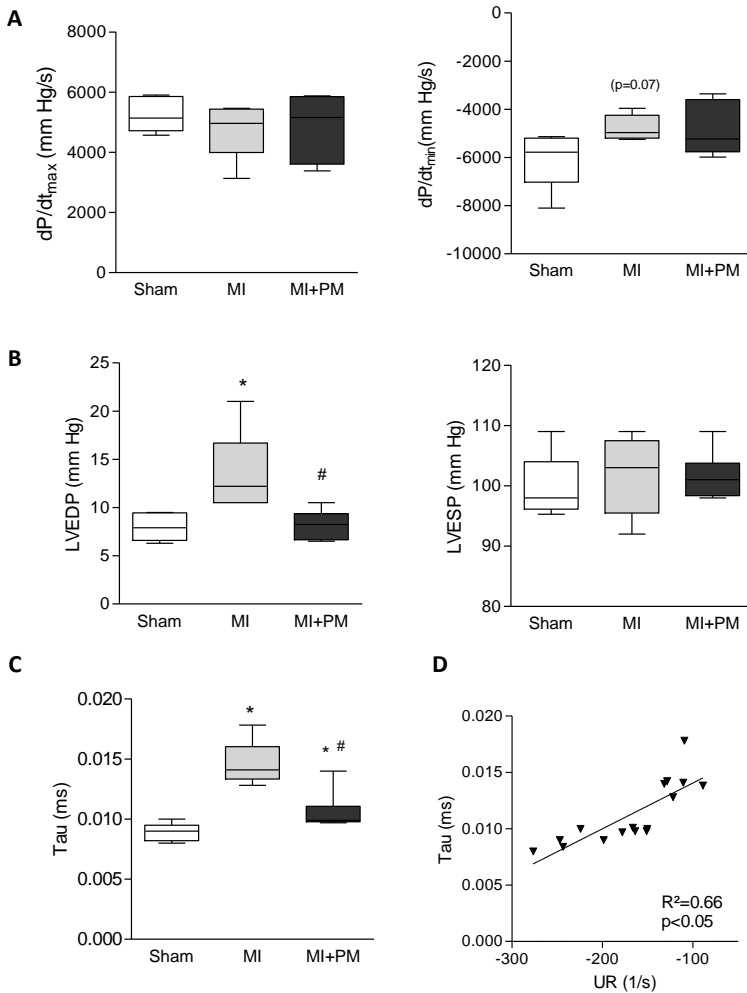 A
dP/dtmax (mm Hg/s)
8000
6000
4000
2000
0
Sham MI MI+PM
dP/dtmin(mm Hg/s)
0
-2000
-4000
-6000
-8000
-10000
(p=0.07)
Sham MI MI+PM
B
LVEDP (mm Hg)
25
20
15
10
5
0
*
#
Sham MI MI+PM
LVESP (mm Hg)
120
110
100
90
80
Sham MI MI+PM
C
Tau (ms)
0.020
0.015
0.010
0.005
0.000
*
* #
Sham MI MI+PM
D
Tau (ms)
0.020
0.015
0.010
0.005
0.000
R²=0.66
p<0.05
-300 -200 -100
UR (1/s)